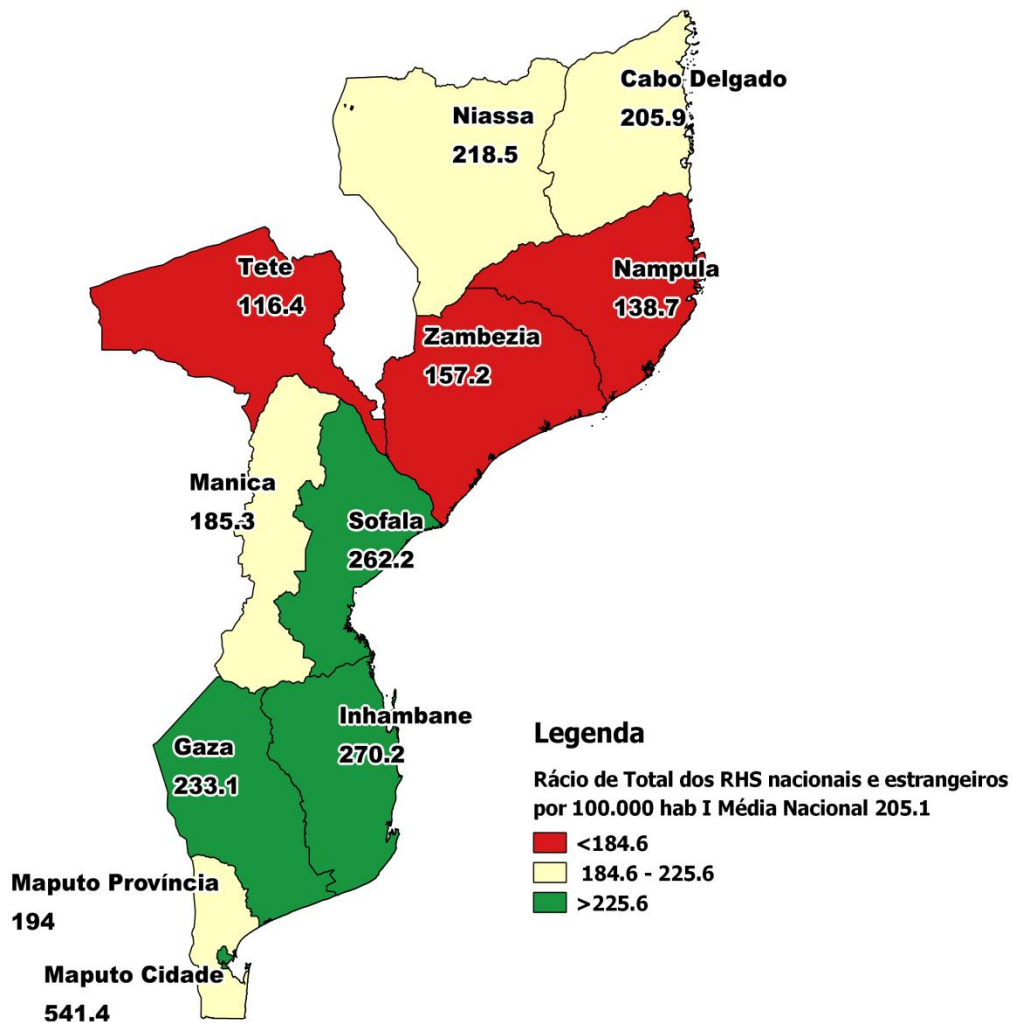 Cabo Delgado
205.9
Niassa
218.5
Tete
116.4
Nampula
138.7
Zambezia
157.2
Manica
185.3
Sofala
262.2
Inhambane
270.2
Gaza
233.1
Maputo Província
194
Maputo Cidade
541.4
Legenda
Rácio de Total dos RHS nacionais e estrangeiros
por 100.000 hab I Média Nacional 205.1
<184.6
184.6 - 225.6
>225.6